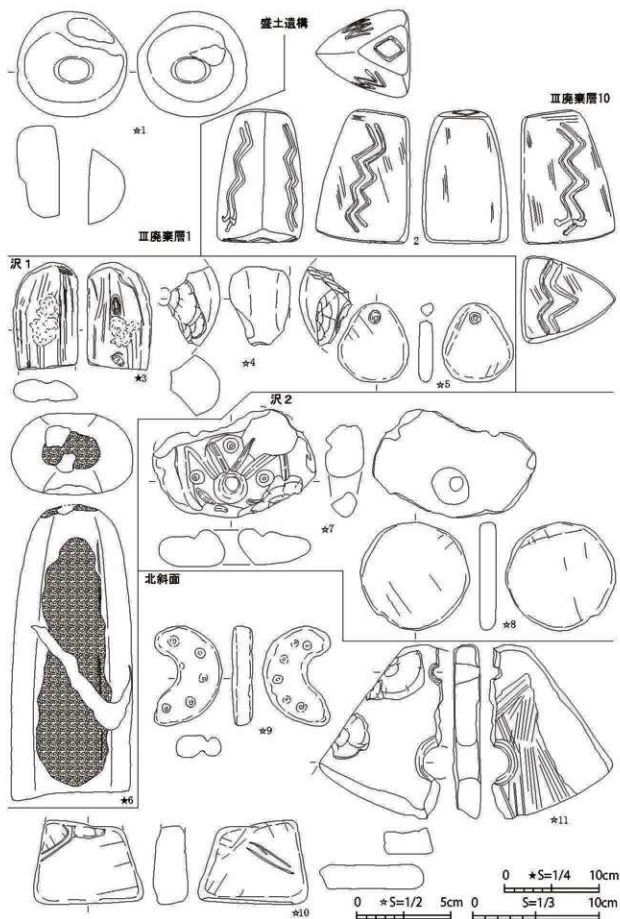 盛土遺構
Ⅲ廃棄層10
☆1
Ⅲ廃棄層1
2
沢1
★3
☆4
☆5
沢2
☆7
☆8
北斜面
☆9
★6
☆11
☆10
0 ★S=1/4 10cm
0 ☆S=1/2 5cm
0 S=1/3 10cm